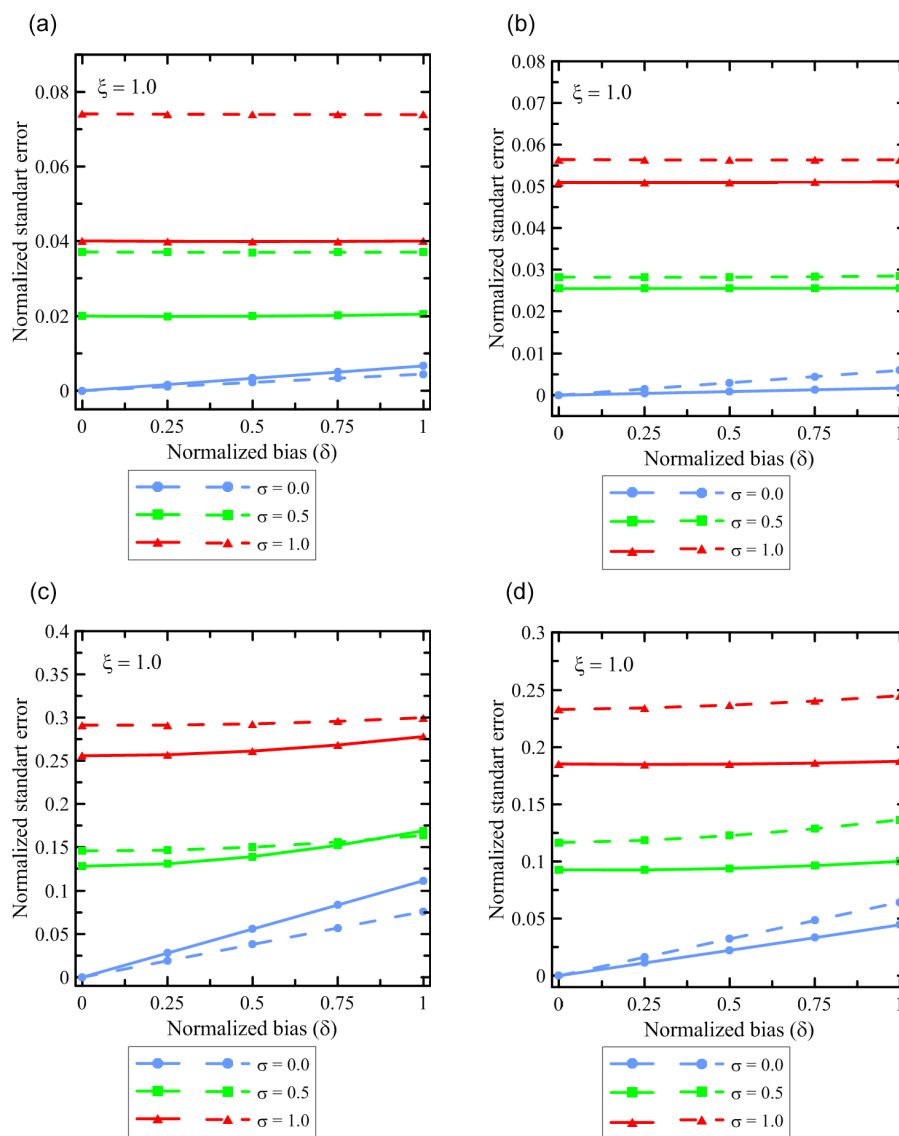 (a)
ξ = 1.0
Normalized standart error
0.08
0.06
0.04
0.02
0
0 0.25 0.5 0.75 1
Normalized bias (δ)
σ = 0.0
σ = 0.5
σ = 1.0
(b)
ξ = 1.0
Normalized standart error
0.08
0.07
0.06
0.05
0.04
0.03
0.02
0.01
0
0 0.25 0.5 0.75 1
Normalized bias (δ)
σ = 0.0
σ = 0.5
σ = 1.0
(c)
ξ = 1.0
Normalized standart error
0.4
0.35
0.3
0.25
0.2
0.15
0.1
0.05
0
0 0.25 0.5 0.75 1
Normalized bias (δ)
σ = 0.0
σ = 0.5
σ = 1.0
(d)
ξ = 1.0
Normalized standart error
0.3
0.25
0.2
0.15
0.1
0.05
0
0 0.25 0.5 0.75 1
Normalized bias (δ)
σ = 0.0
σ = 0.5
σ = 1.0